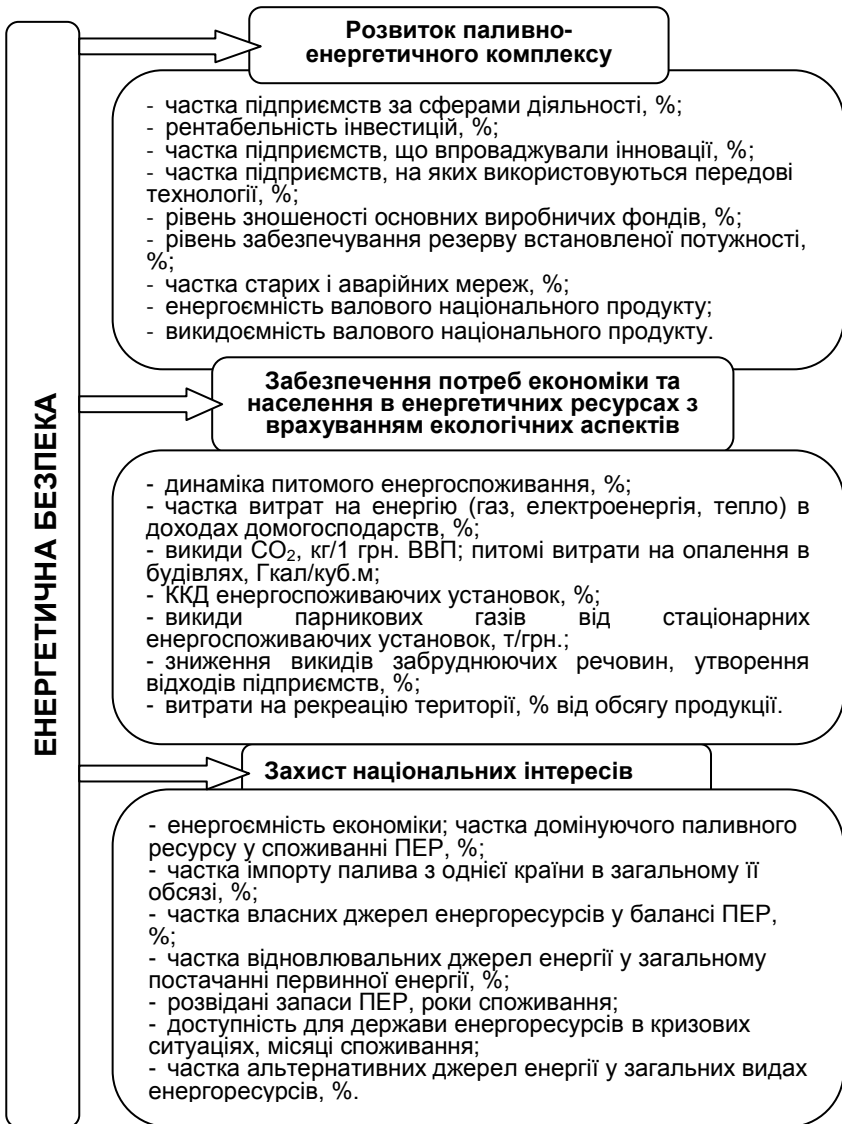 ЕНЕРГЕТИЧНА БЕЗПЕКА
Розвиток паливно-
енергетичного комплексу
- частка підприємств за сферами діяльності, %;
- рентабельність інвестицій, %;
- частка підприємств, що впроваджували інновації, %;
- частка підприємств, на яких використовуються передові
технології, %;
- рівень зношеності основних виробничих фондів, %;
- рівень забезпечування резерву встановленої потужності,
%;
- частка старих і аварійних мереж, %;
- енергоємність валового національного продукту;
- викидоємність валового національного продукту.
Забезпечення потреб економіки та
населення в енергетичних ресурсах з
врахуванням екологічних аспектів
- динаміка питомого енергоспоживання, %;
- частка витрат на енергію (газ, електроенергія, тепло) в
доходах домогосподарств, %;
- викиди CO₂, кг/1 грн. ВВП; питомі витрати на опалення в
будівлях, Гкал/куб.м;
- ККД енергоспоживаючих установок, %;
- викиди парникових газів від стаціонарних
енергоспоживаючих установок, т/грн.;
- зниження викидів забруднюючих речовин, утворення
відходів підприємств, %;
- витрати на рекреацію території, % від обсягу продукції.
Захист національних інтересів
- енергоємність економіки; частка домінуючого паливного
ресурсу у споживанні ПЕР, %;
- частка імпорту палива з однієї країни в загальному її
обсязі, %;
- частка власних джерел енергоресурсів у балансі ПЕР,
%;
- частка відновлювальних джерел енергії у загальному
постачанні первинної енергії, %;
- розвідані запаси ПЕР, роки споживання;
- доступність для держави енергоресурсів в кризових
ситуаціях, місяці споживання;
- частка альтернативних джерел енергії у загальних видах
енергоресурсів, %.